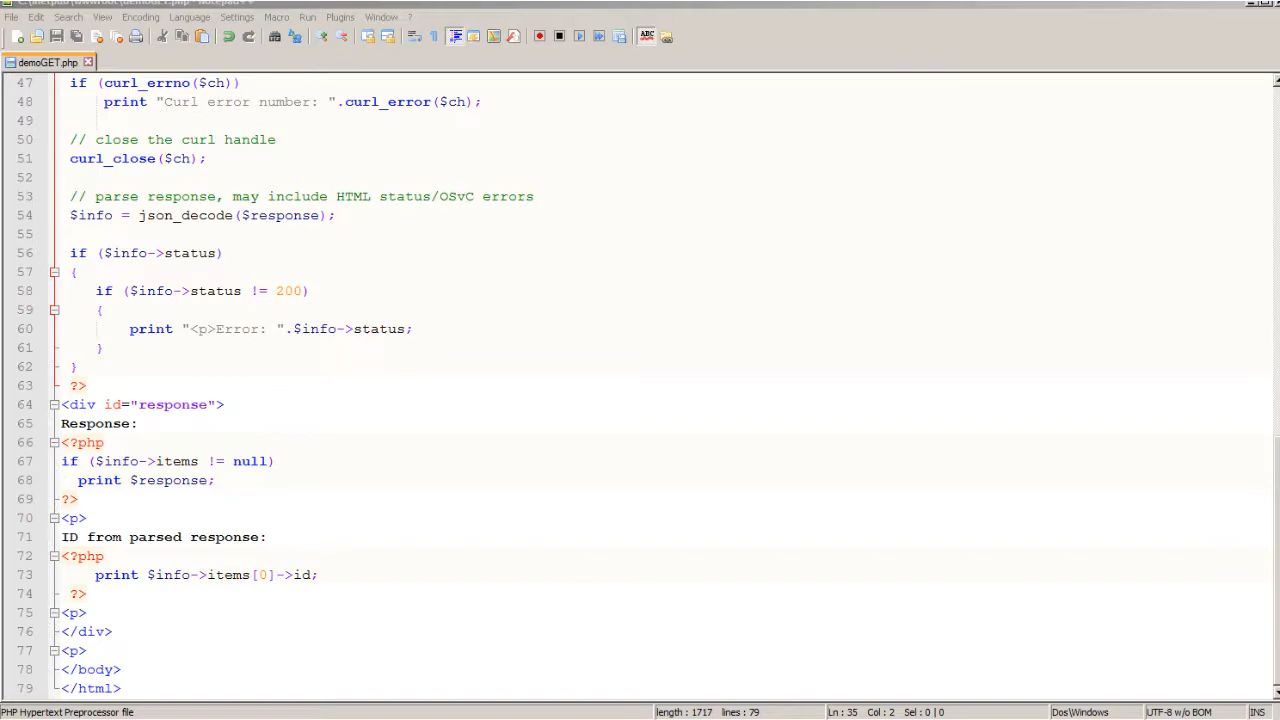 File Edit Search View Encoding Language Settings Macro Run Plugins Window ?
ABC
demoGET.php
47 if (curl_errno($ch))
48 print "Curl error number: ".curl_error($ch);
49
50 // close the curl handle
51 curl_close($ch);
52
53 // parse response, may include HTML status/OSvC errors
54 $info = json_decode($response);
55
56 if ($info->status)
57 {
58 if ($info->status != 200)
59 {
60 print "<p>Error: ".$info->status;
61 }
62 }
63 ?>
64 <div id="response">
65 Response:
66 <?php
67 if ($info->items != null)
68 print $response;
69 ?>
70 <p>
71 ID from parsed response:
72 <?php
73 print $info->items[0]->id;
74 ?>
75 <p>
76 </div>
77 <p>
78 </body>
79 </html>
PHP Hypertext Preprocessor file length : 1717 lines : 79 Ln : 35 Col : 2 Sel : 0 | 0 Dos\Windows UTF-8 w/o BOM INS